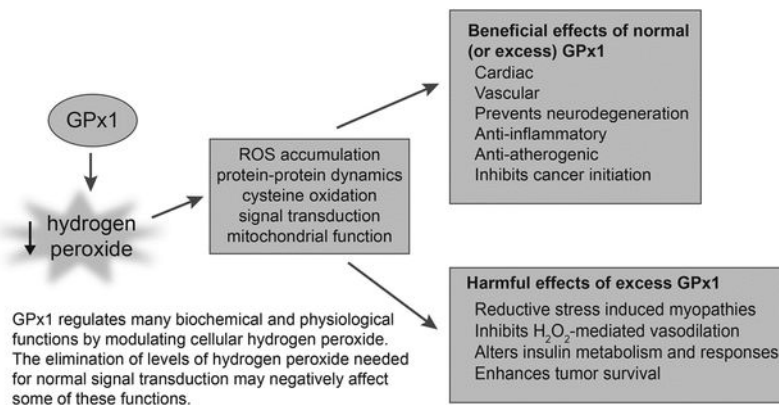 GPx1
hydrogen
peroxide
ROS accumulation
protein-protein dynamics
cysteine oxidation
signal transduction
mitochondrial function
Beneficial effects of normal
(or excess) GPx1
Cardiac
Vascular
Prevents neurodegeneration
Anti-inflammatory
Anti-atherogenic
Inhibits cancer initiation
Harmful effects of excess GPx1
Reductive stress induced myopathies
Inhibits H₂O₂-mediated vasodilation
Alters insulin metabolism and responses
Enhances tumor survival
GPx1 regulates many biochemical and physiological
functions by modulating cellular hydrogen peroxide.
The elimination of levels of hydrogen peroxide needed
for normal signal transduction may negatively affect
some of these functions.